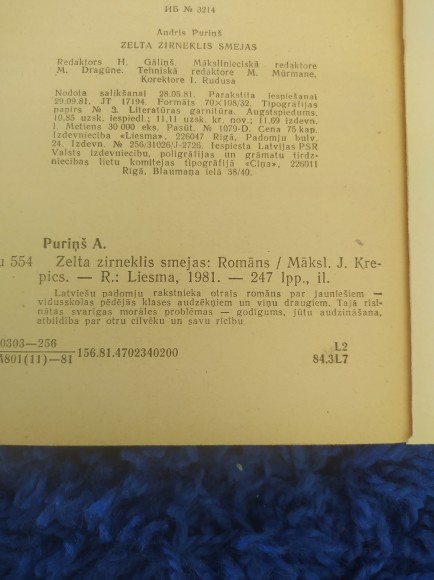 ИБ № 3214
Andris Puriņš
ZELTA ZIRNEKLIS SMEJAS
Redaktors H. Gāliņš. Mākslinieciskā redaktore
M. Dragūne. Tehniskā redaktore M. Mūrmane.
Korektore I. Rudusa
Nodota salikšanai 28.05.81. Parakstīta iespiešanai
29.09.81. JT 17194. Formāts 70×108/32. Tipogrāfijas
papīrs № 3. Literatūras garnitūra. Augstspiedums.
10,85 uzsk. iespiedl.; 11,11 uzsk. kr. nov.; 11,69 izdevn.
l. Metiens 30 000 eks. Pasūt. № 1079-D. Cena 75 kap.
Izdevniecība «Liesma», 226047 Rīgā, Padomju bulv.
24. Izdevn. № 256/31026/J-2726. Iespiesta Latvijas PSR
Valsts izdevniecību, poligrāfijas un grāmatu tirdz-
niecības lietu komitejas tipogrāfijā «Cīņa», 226011
Rīgā, Blaumaņa ielā 38/40.
Puriņš A.
u 554 Zelta zirneklis smejas: Romāns / Māksl. J. Kre-
pics. — R.: Liesma, 1981. — 247 lpp., il.
Latviešu padomju rakstnieka otrais romāns par jauniešiem —
vidusskolas pēdējās klases audzēkņiem un viņu draugiem. Tajā risi-
nātas svarīgas morāles problēmas — godīgums, jūtu audzināšana,
atbildība par otru cilvēku un savu rīcību.
0303—256
M801(11)—81 156.81.4702340200
L2
84.3L7